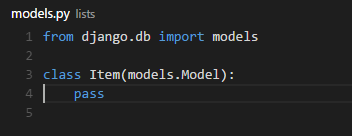 models.py lists
1 from django.db import models
2
3 class Item(models.Model):
4     pass
5